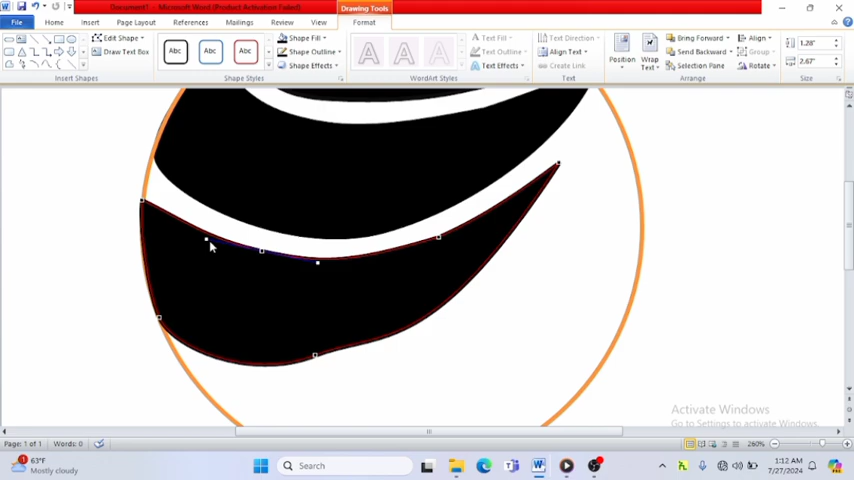 Document1 - Microsoft Word (Product Activation Failed)
Drawing Tools
File Home Insert Page Layout References Mailings Review View Format
Edit Shape
Draw Text Box
Insert Shapes
Abc Abc Abc
Shape Fill
Shape Outline
Shape Effects
Shape Styles
A A A
Text Fill
Text Outline
Text Effects
WordArt Styles
Text Direction
Align Text
Create Link
Text
Position
Wrap Text
Bring Forward
Send Backward
Selection Pane
Align
Group
Rotate
Arrange
1.28"
2.67"
Size
Activate Windows
Go to Settings to activate Windows.
Page: 1 of 1 Words: 0
260%
63°F
Mostly cloudy
Search
1:12 AM
7/27/2024